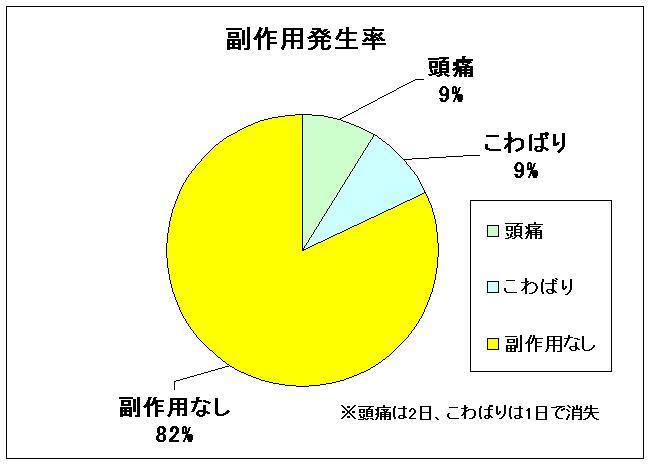 副作用発生率
頭痛
9%
こわばり
9%
頭痛
こわばり
副作用なし
副作用なし
82%
※頭痛は2日、こわばりは1日で消失